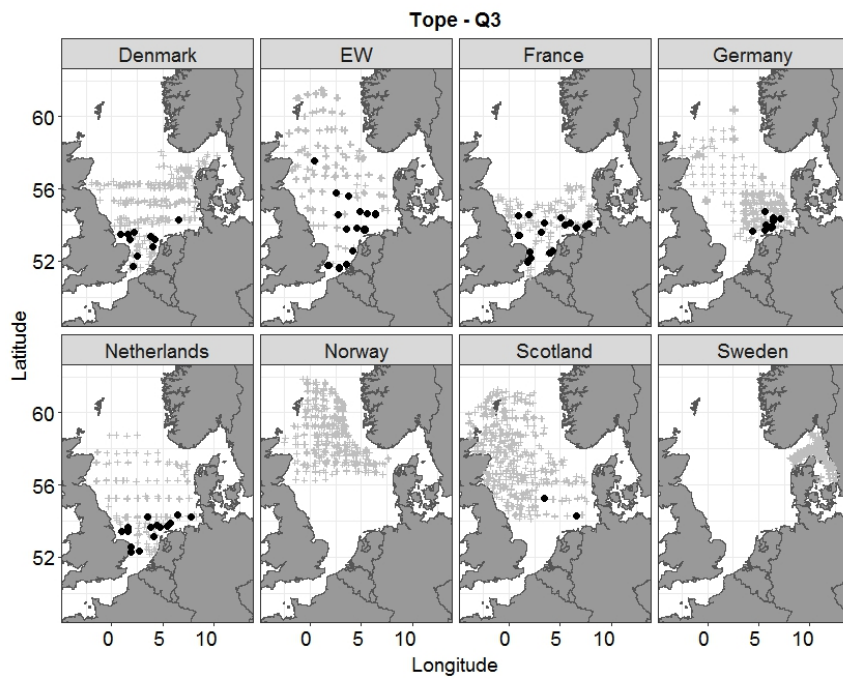 Tope - Q3
Denmark EW France Germany
60
56
52
Netherlands Norway Scotland Sweden
60
56
52
0 5 10 0 5 10 0 5 10 0 5 10
Latitude
Longitude